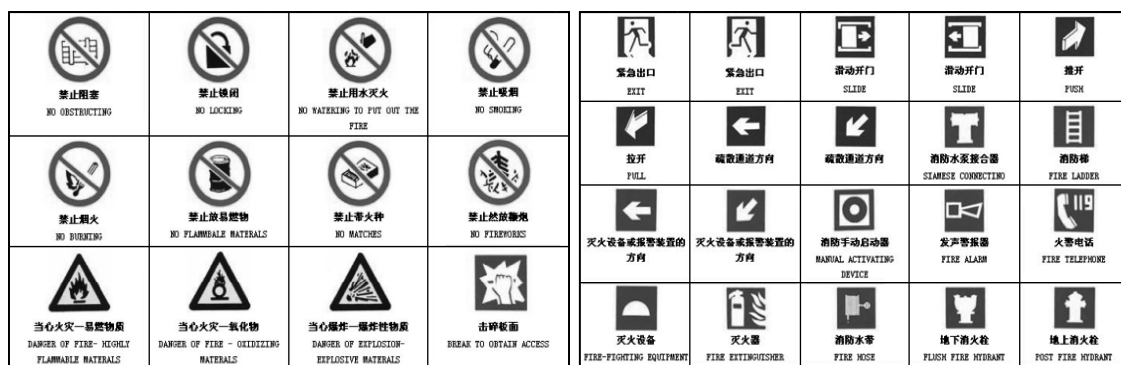 禁止阻塞
NO OBSTRUCTING
禁止锁闭
NO LOCKING
禁止用水灭火
NO WATERING TO PUT OUT THE
FIRE
禁止吸烟
NO SMOKING
禁止烟火
NO BURNING
禁止放易燃物
NO FLAMMBALE MATERALS
禁止带火种
NO MATCHES
禁止燃放鞭炮
NO FIREWORKS
当心火灾—易燃物质
DANGER OF FIRE- HIGHLY
FLAMMABLE MATERALS
当心火灾—氧化物
DANGER OF FIRE - OXIDIZING
MATERALS
当心爆炸—爆炸性物质
DANGER OF EXPLOSION-
EXPLOSIVE MATERALS
击碎板面
BREAK TO OBTAIN ACCESS
紧急出口
EXIT
紧急出口
EXIT
滑动开门
SLIDE
滑动开门
SLIDE
推开
PUSH
拉开
PULL
疏散通道方向
疏散通道方向
消防水泵接合器
SIAMESE CONNECTINO
消防梯
FIRE LADDER
灭火设备或报警装置的
方向
灭火设备或报警装置的
方向
消防手动启动器
MANUAL ACTIVATING
DEVICE
发声警报器
FIRE ALARM
119
火警电话
FIRE TELEPHONE
灭火设备
FIRE-FIGHTING EQUIPMENT
灭火器
FIRE EXTINGUISHER
消防水带
FIRE HOSE
地下消火栓
FLUSH FIRE HYDRANT
地上消火栓
POST FIRE HYDRANT